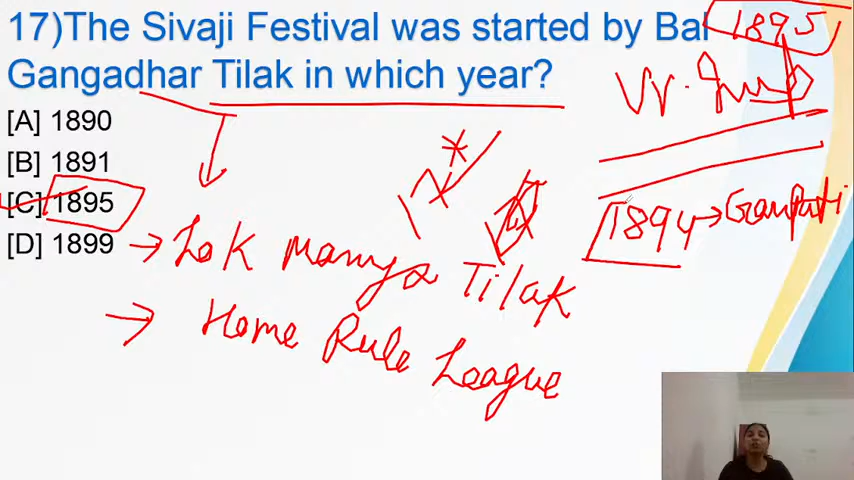 17)The Sivaji Festival was started by Bal
Gangadhar Tilak in which year?
1895
[A] 1890
[B] 1891
[C] 1895
[D] 1899
V.V.
1894 → Ganpati
→ Lok Manya Tilak
→ Home Rule League